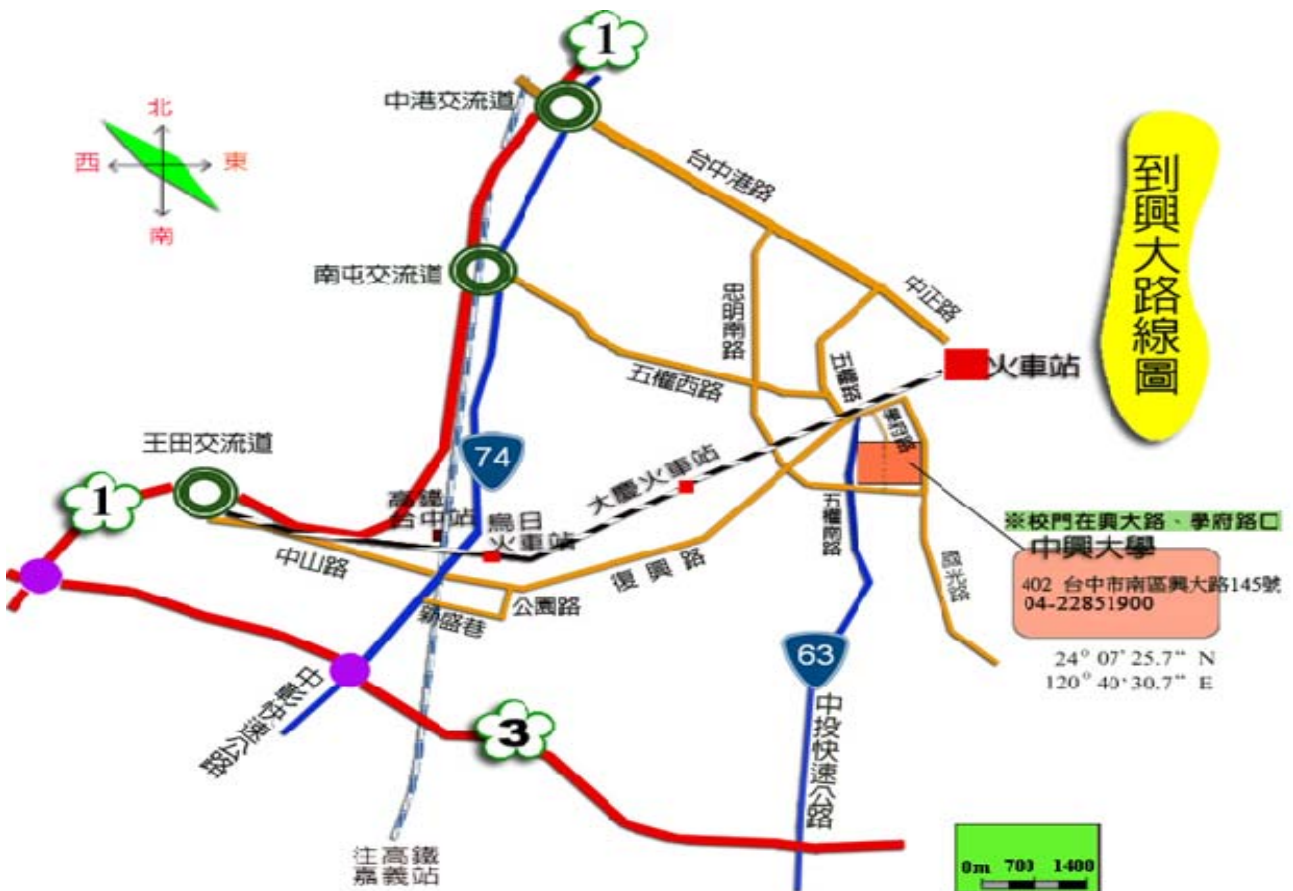 1
中港交流道
北
西
東
南
台中港路
到興大路線圖
南屯交流道
忠明南路
中正路
火車站
五權西路
五權路
學府路
王田交流道
74
大慶火車站
1
高鐵
台中站
烏日
火車站
五權南路
※校門在興大路、學府路口
中興大學
402 台中市南區興大路145號
04-22851900
中山路
復興路
公園路
新盛巷
63
24° 07' 25.7" N
120° 40' 30.7" E
中彰快速公路
3
中投快速公路
注高鐵
嘉義站
0m 700 1400